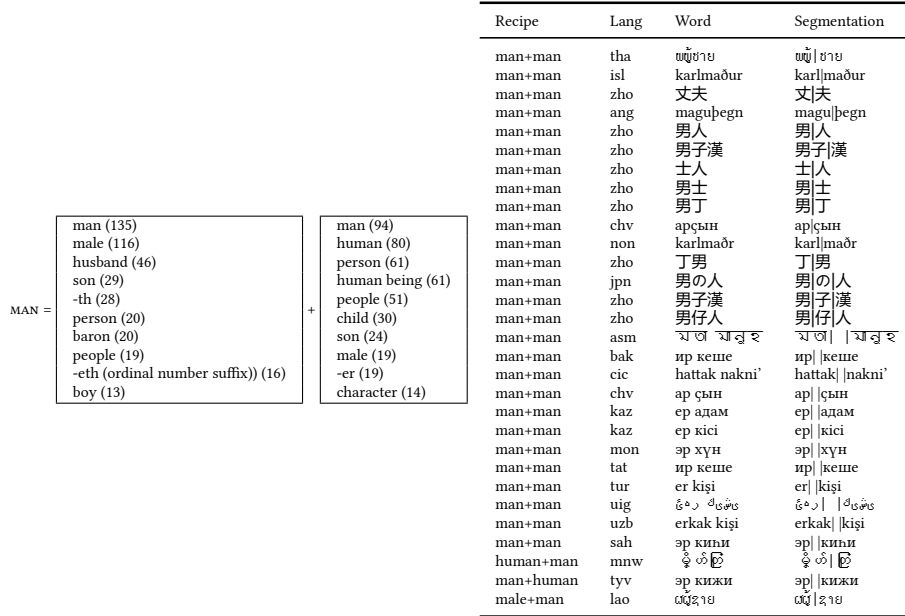 MAN =
man (135)
male (116)
husband (46)
son (29)
-th (28)
person (20)
baron (20)
people (19)
-eth (ordinal number suffix)) (16)
boy (13)
+
man (94)
human (80)
person (61)
human being (61)
people (51)
child (30)
son (24)
male (19)
-er (19)
character (14)
Recipe Lang Word Segmentation
man+man tha ผู้ชาย ผู้|ชาย
man+man isl karlmaður karl|maður
man+man zho 丈夫 丈|夫
man+man ang maguþegn magu|þegn
man+man zho 男人 男|人
man+man zho 男子漢 男子|漢
man+man zho 士人 士|人
man+man zho 男士 男|士
man+man zho 男丁 男|丁
man+man chv арҫын ар|ҫын
man+man non karlmaðr karl|maðr
man+man zho 丁男 丁|男
man+man jpn 男の人 男|の|人
man+man zho 男子漢 男|子|漢
man+man zho 男仔人 男|仔|人
man+man asm মতা মানুহ মতা| |মানুহ
man+man bak ир кеше ир| |кеше
man+man cic hattak nakni’ hattak| |nakni’
man+man chv ар ҫын ар| |ҫын
man+man kaz ер адам ер| |адам
man+man kaz ер кісі ер| |кісі
man+man mon эр хүн эр| |хүн
man+man tat ир кеше ир| |кеше
man+man tur er kişi er| |kişi
man+man uig
man+man uzb erkak kişi erkak| |kişi
man+man sah эр киһи эр| |киһи
human+man mnw
man+human tyv эр кижи эр| |кижи
male+man lao ຜູ້ຊາຍ ຜູ້|ຊາຍ